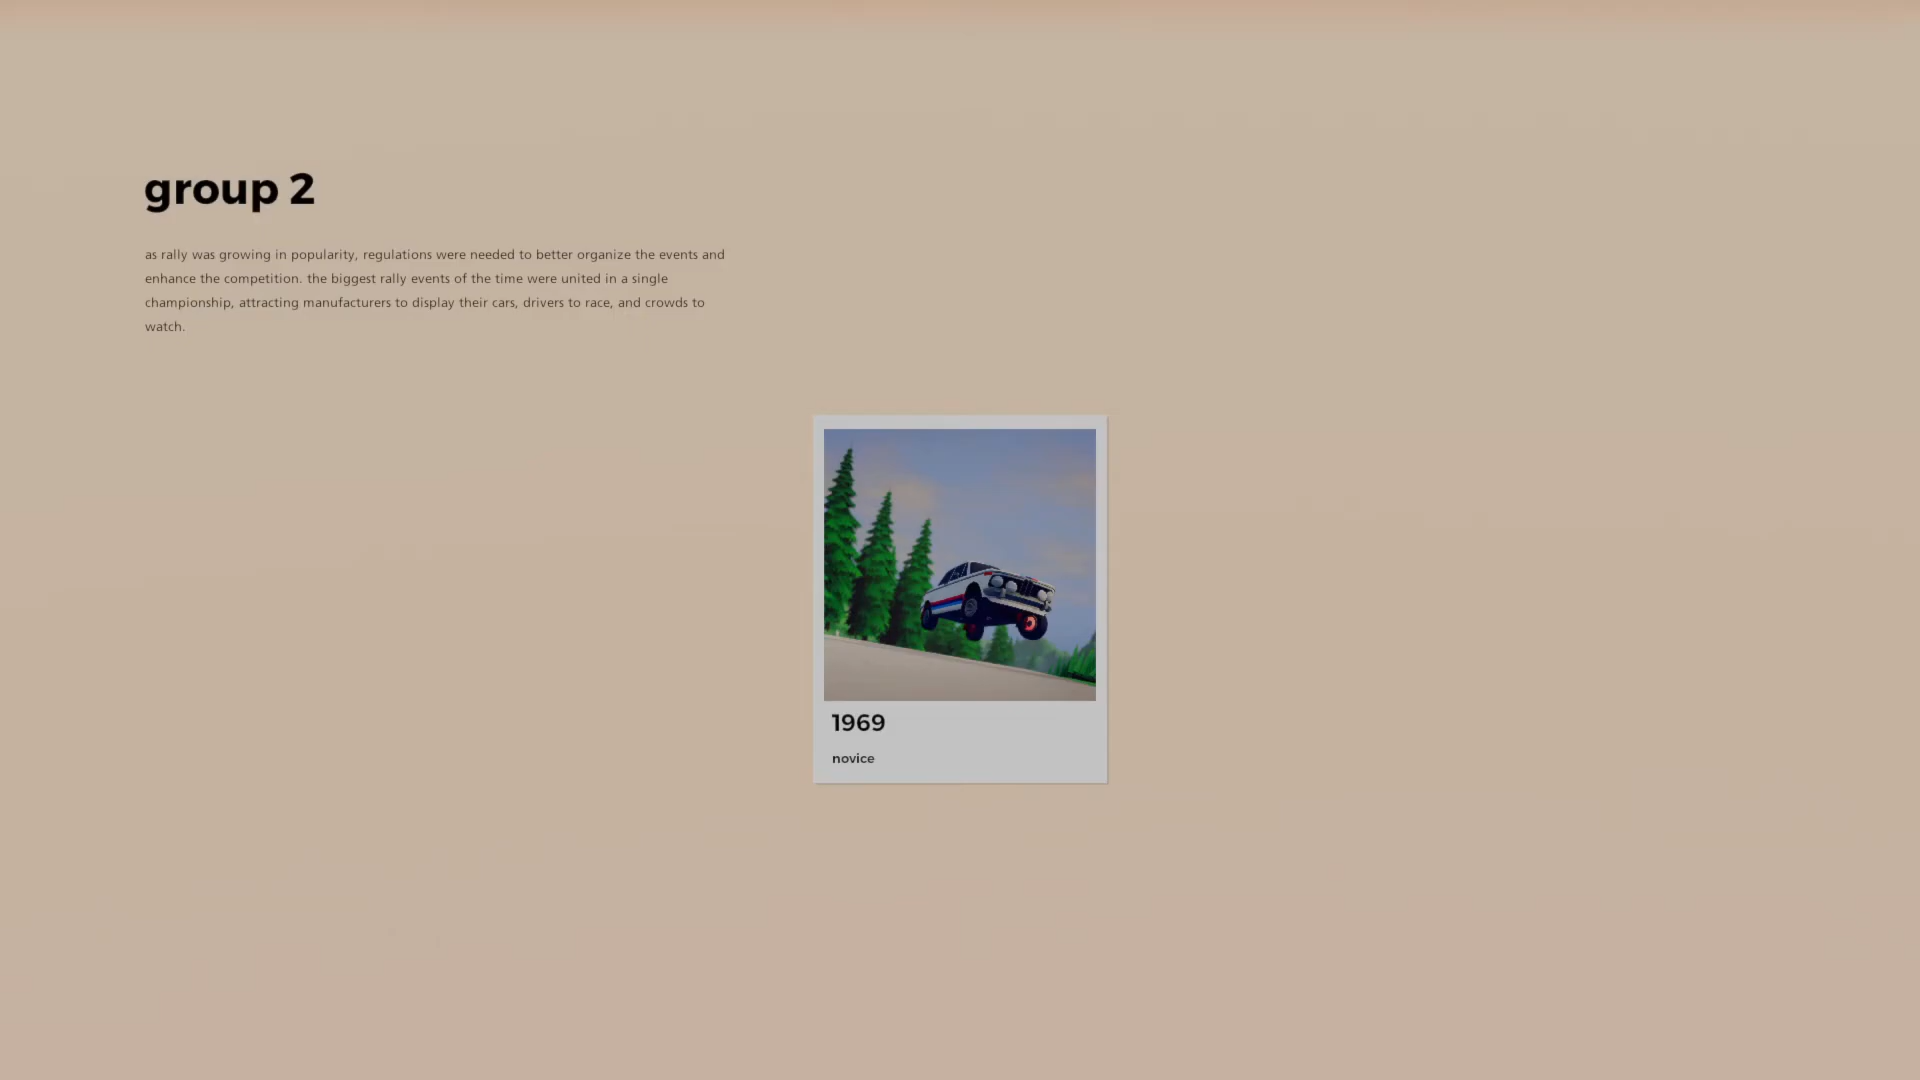 group 2
as rally was growing in popularity, regulations were needed to better organize the events and
enhance the competition. the biggest rally events of the time were united in a single
championship, attracting manufacturers to display their cars, drivers to race, and crowds to
watch.
1969
novice